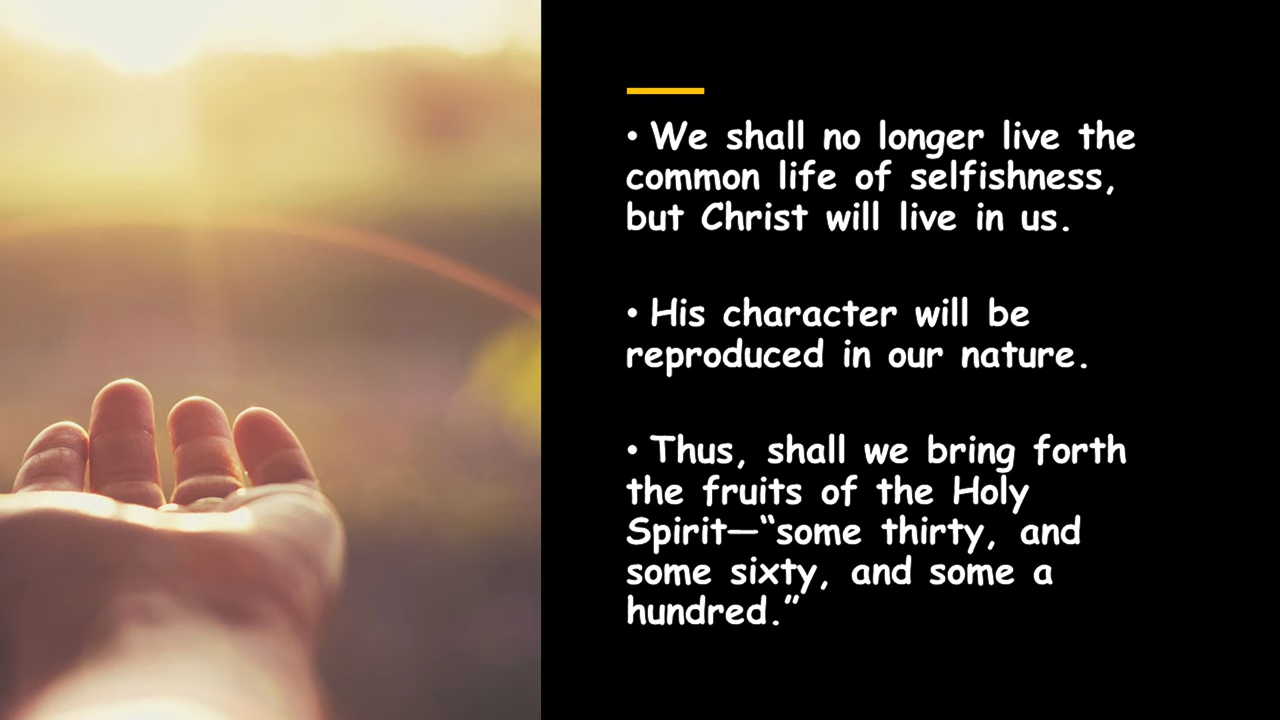 • We shall no longer live the
common life of selfishness,
but Christ will live in us.
• His character will be
reproduced in our nature.
• Thus, shall we bring forth
the fruits of the Holy
Spirit—“some thirty, and
some sixty, and some a
hundred.”